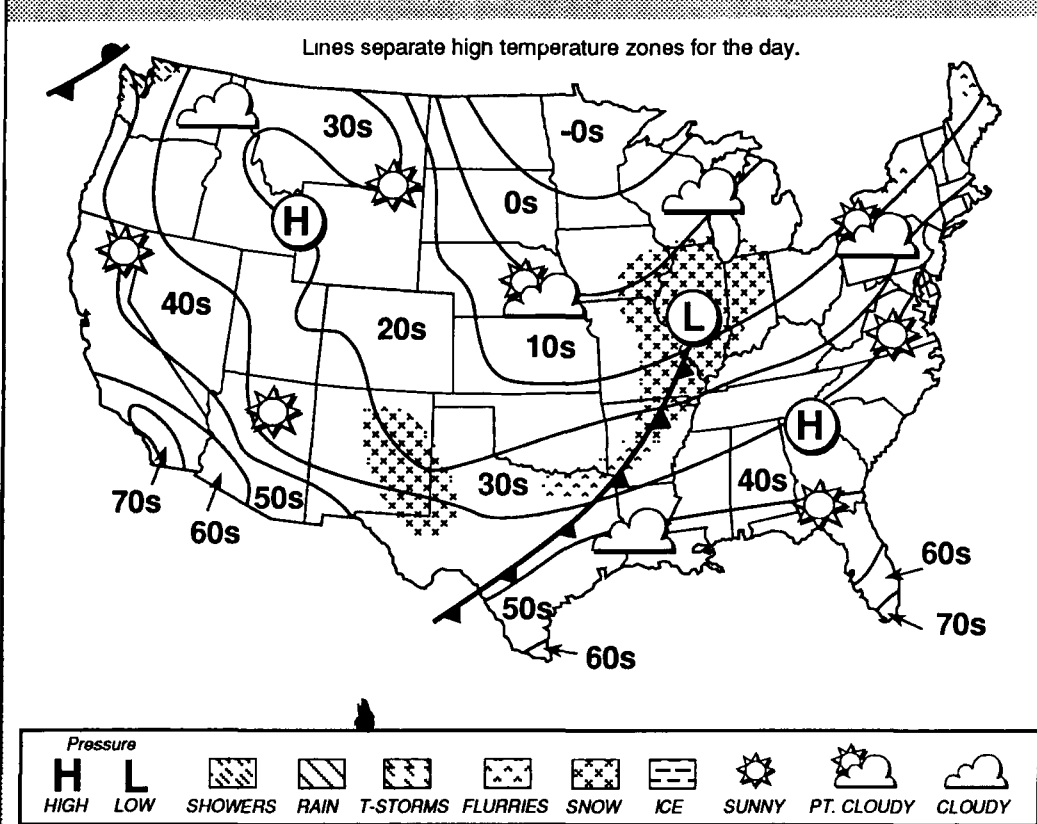 Lines separate high temperature zones for the day.
30s
-0s
0s
H
40s
20s
10s
L
H
30s
40s
70s
50s
60s
60s
50s
70s
60s
Pressure
H L
HIGH LOW SHOWERS RAIN T-STORMS FLURRIES SNOW ICE SUNNY PT. CLOUDY CLOUDY